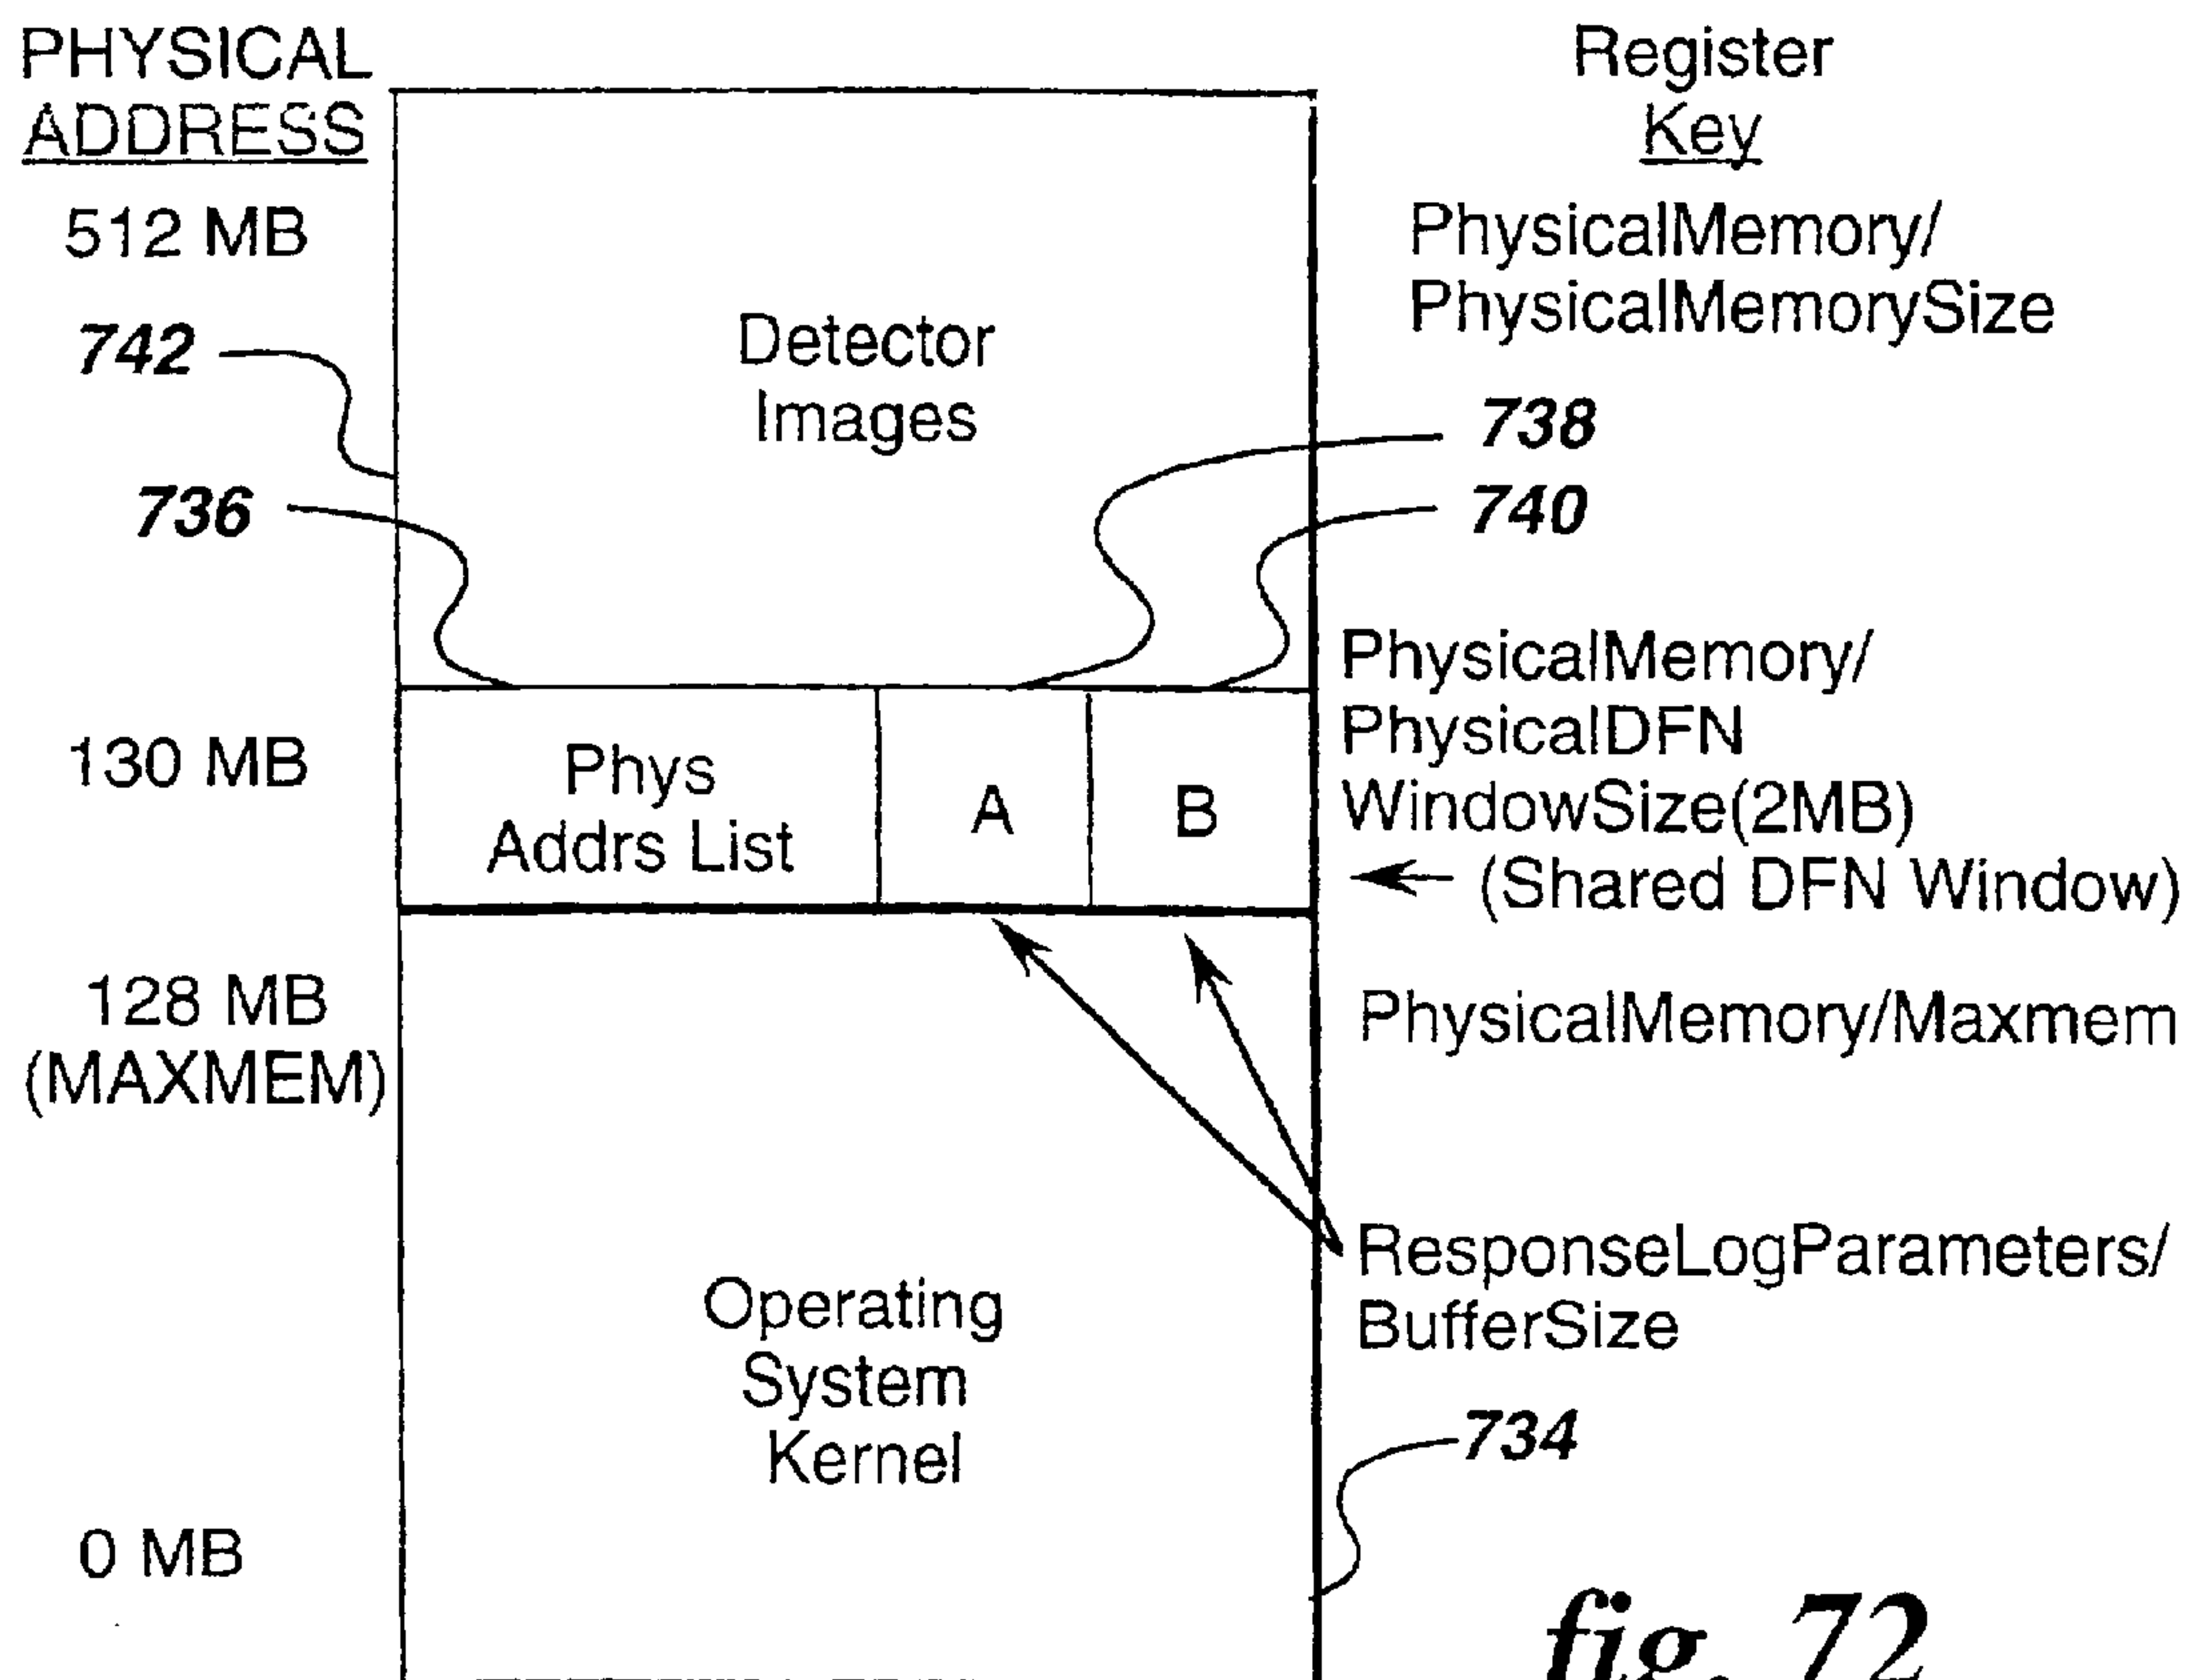 PHYSICAL
ADDRESS
Register
Key
512 MB
PhysicalMemory/
PhysicalMemorySize
742
Detector
Images
738
736
740
130 MB
Phys
Addrs List
A
B
PhysicalMemory/
PhysicalDFN
WindowSize(2MB)
(Shared DFN Window)
128 MB
(MAXMEM)
PhysicalMemory/Maxmem
ResponseLogParameters/
BufferSize
Operating
System
Kernel
734
0 MB
fig. 72